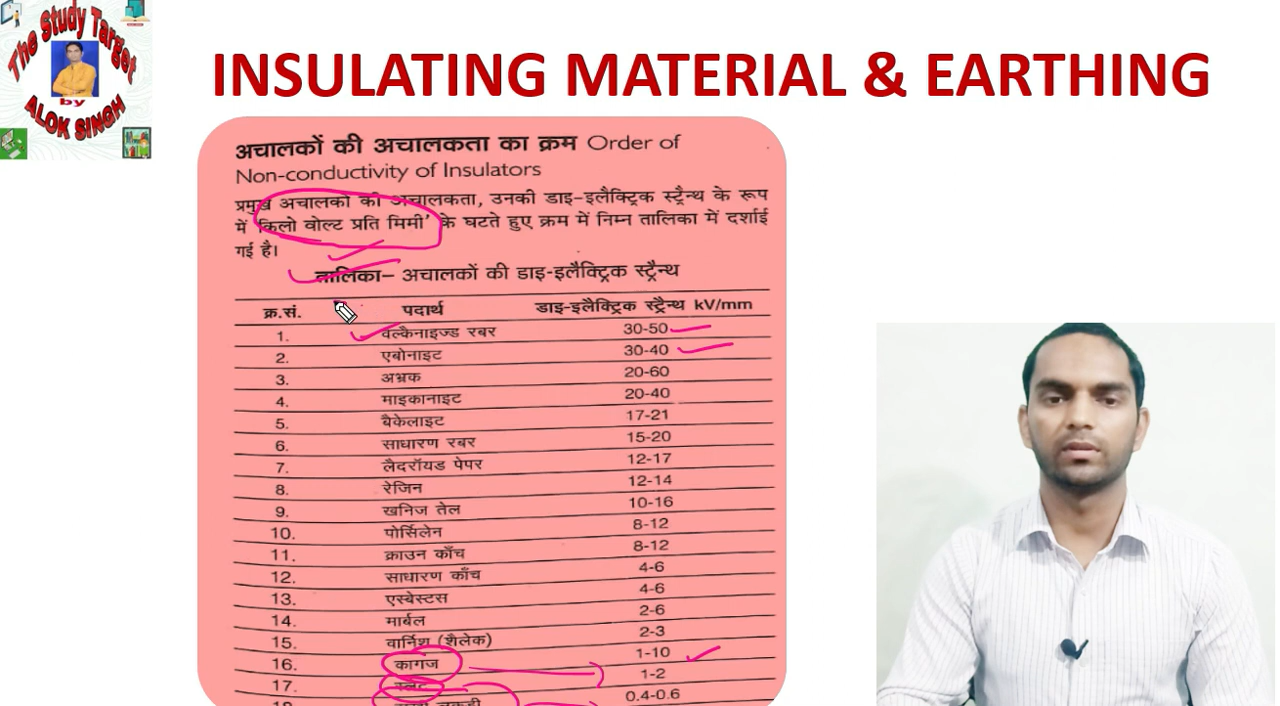 The Study Target
by
ALOK SINGH
INSULATING MATERIAL & EARTHING
अचालकों की अचालकता का क्रम Order of
Non-conductivity of Insulators
प्रमुख अचालकों की अचालकता, उनकी डाइ-इलैक्ट्रिक स्ट्रैन्थ के रूप
में 'किलो वोल्ट प्रति मिमी' के घटते हुए क्रम में निम्न तालिका में दर्शाई
गई है।
तालिका– अचालकों की डाइ-इलैक्ट्रिक स्ट्रैन्थ
क्र.सं. पदार्थ डाइ-इलैक्ट्रिक स्ट्रैन्थ kV/mm
1. वल्कैनाइज्ड रबर 30-50
2. एबोनाइट 30-40
3. अभ्रक 20-60
4. माइकानाइट 20-40
5. बैकेलाइट 17-21
6. साधारण रबर 15-20
7. लैदरॉयड पेपर 12-17
8. रेजिन 12-14
9. खनिज तेल 10-16
10. पोर्सिलेन 8-12
11. क्राउन काँच 8-12
12. साधारण काँच 4-6
13. एस्बेस्टस 4-6
14. मार्बल 2-6
15. वार्निश (शैलेक) 2-3
16. कागज 1-10
17. स्लेट 1-2
18. लकड़ी 0.4-0.6